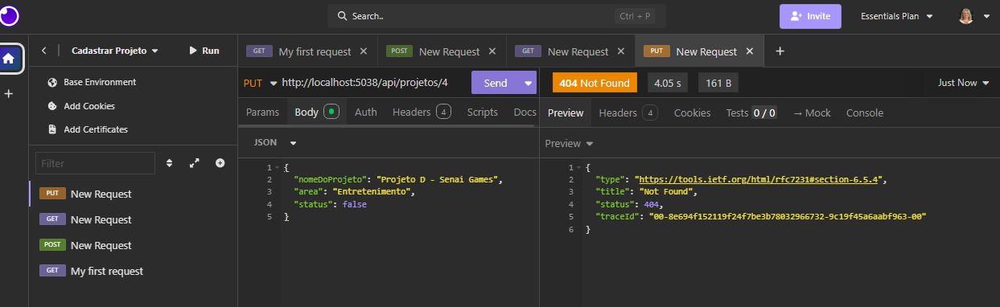 Search..
Ctrl + P
Invite
Essentials Plan
Cadastrar Projeto
Run
GET My first request
POST New Request
GET New Request
PUT New Request
Base Environment
Add Cookies
Add Certificates
Filter
PUT New Request
GET New Request
POST New Request
GET My first request
PUT http://localhost:5038/api/projetos/4
Send
404 Not Found
4.05 s
161 B
Just Now
Params Body Auth Headers 4 Scripts Docs
Preview Headers 4 Cookies Tests 0 / 0 → Mock Console
JSON
1 {
2 "nomeDoProjeto": "Projeto D - Senai Games",
3 "area": "Entretenimento",
4 "status": false
5 }
Preview
1 {
2 "type": "https://tools.ietf.org/html/rfc7231#section-6.5.4",
3 "title": "Not Found",
4 "status": 404,
5 "traceId": "00-8e694f152119f24f7be3b78032966732-9c19f45a6aabf963-00"
6 }